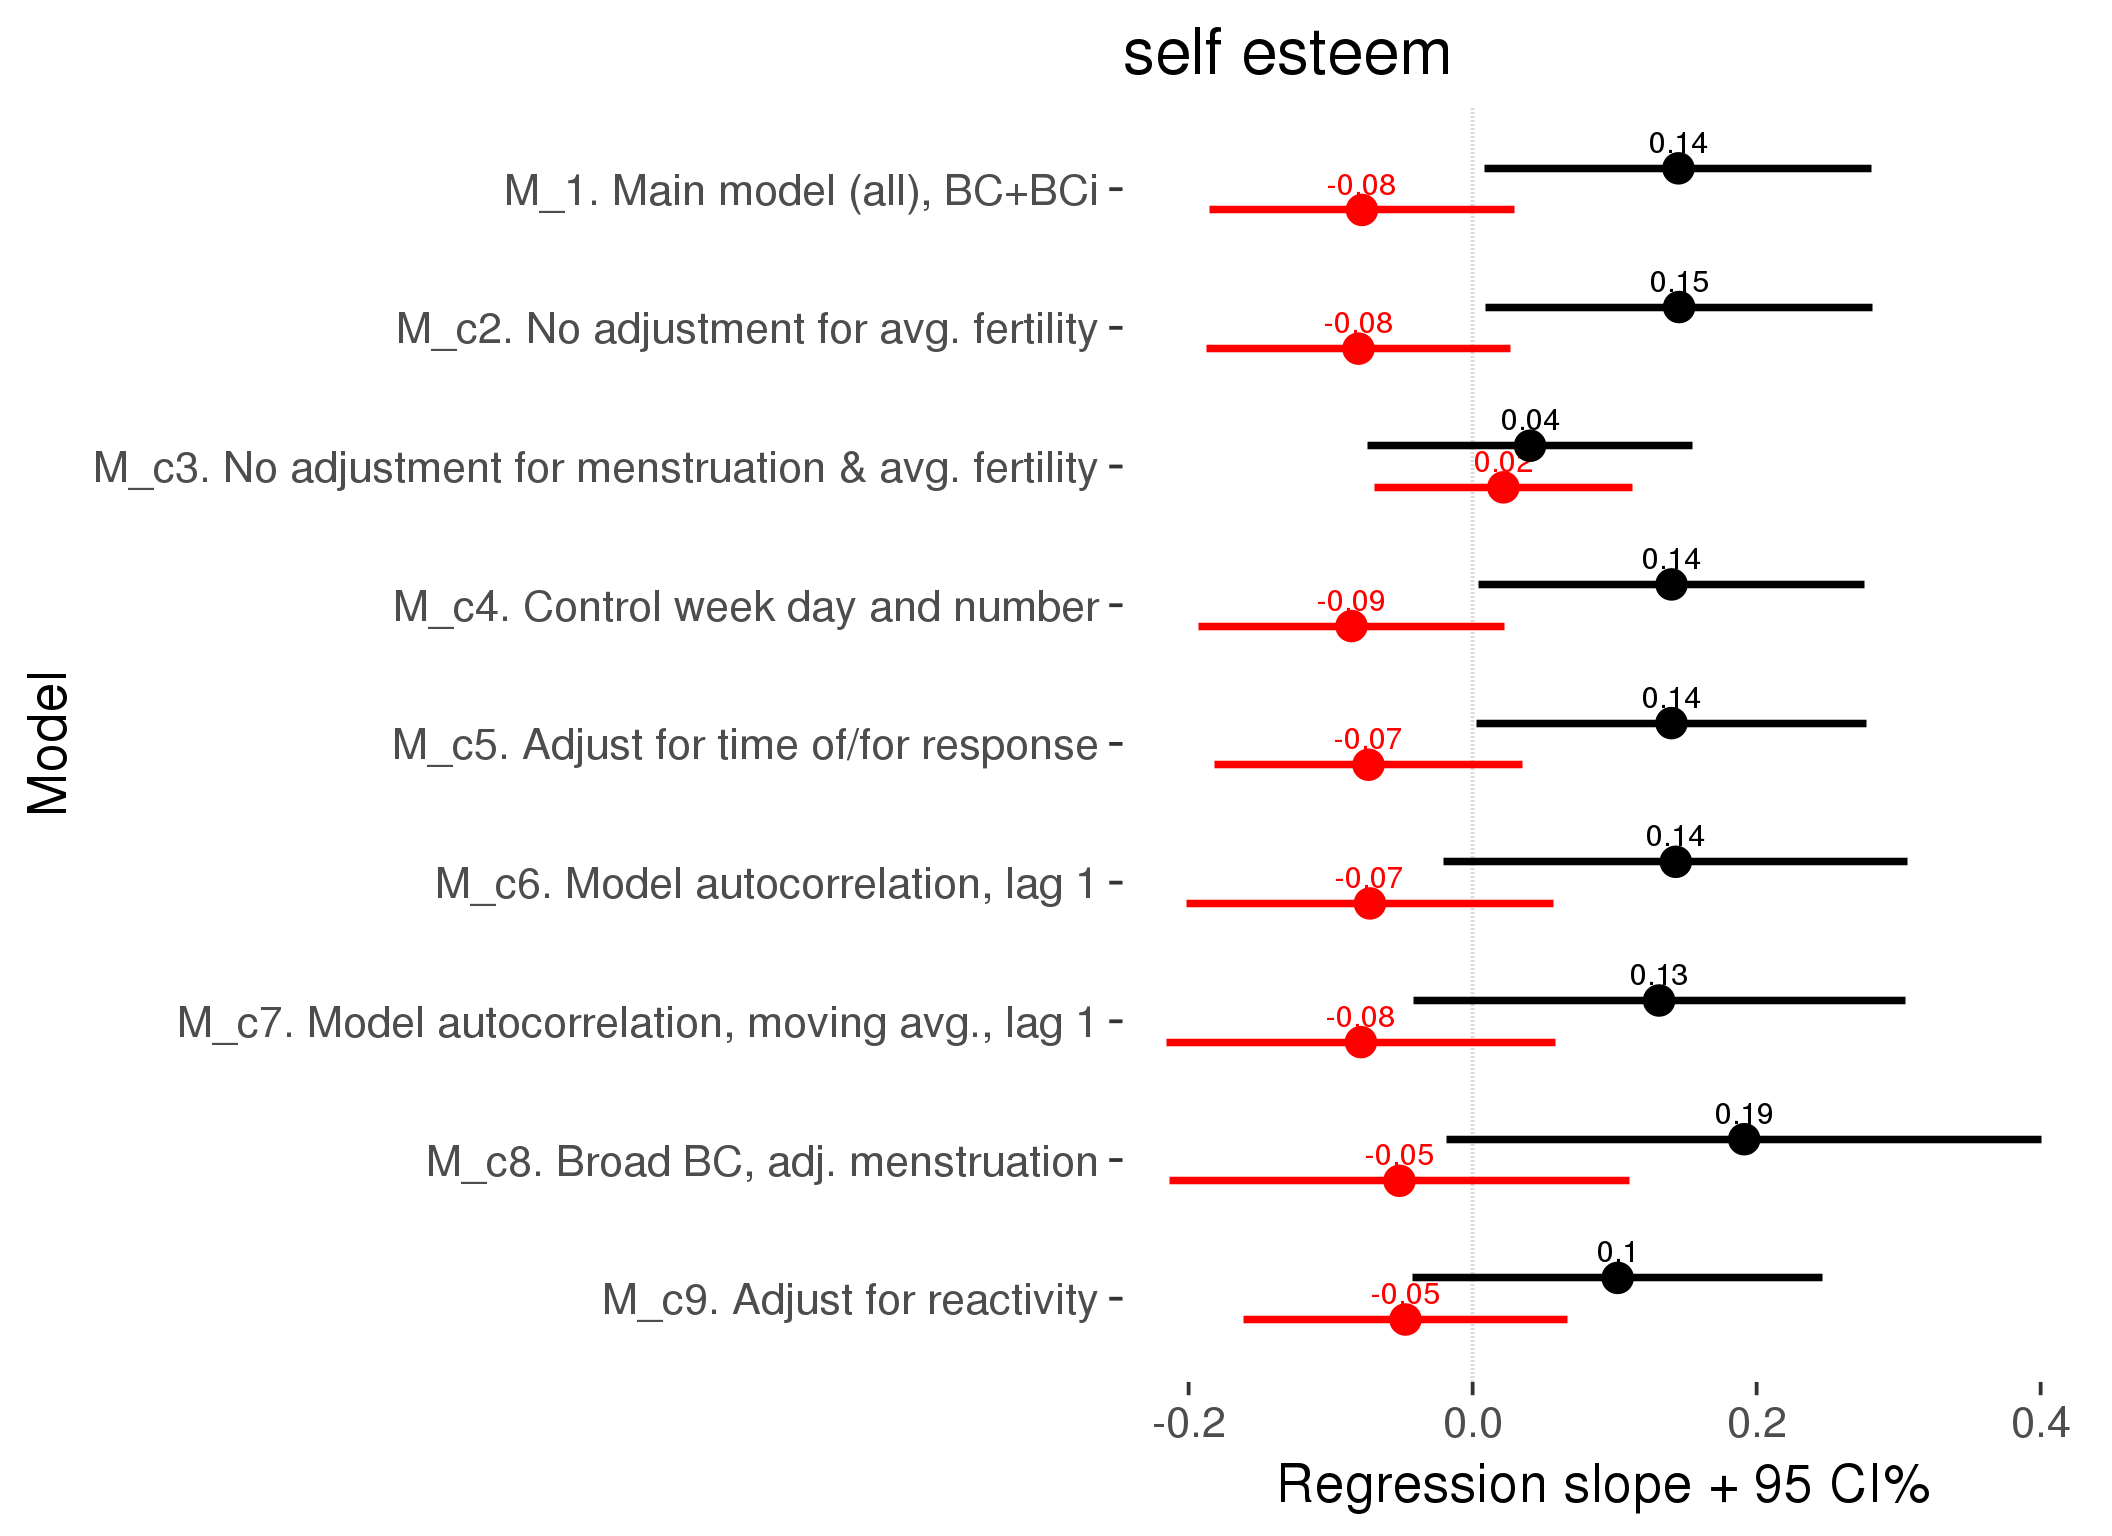 self esteem
M_1. Main model (all), BC+BCi
0.14
-0.08
M_c2. No adjustment for avg. fertility
0.15
-0.08
M_c3. No adjustment for menstruation & avg. fertility
0.04
0.02
M_c4. Control week day and number
0.14
-0.09
M_c5. Adjust for time of/for response
0.14
-0.07
M_c6. Model autocorrelation, lag 1
0.14
-0.07
M_c7. Model autocorrelation, moving avg., lag 1
0.13
-0.08
M_c8. Broad BC, adj. menstruation
0.19
-0.05
M_c9. Adjust for reactivity
0.1
-0.05
Model
-0.2 0.0 0.2 0.4
Regression slope + 95 CI%